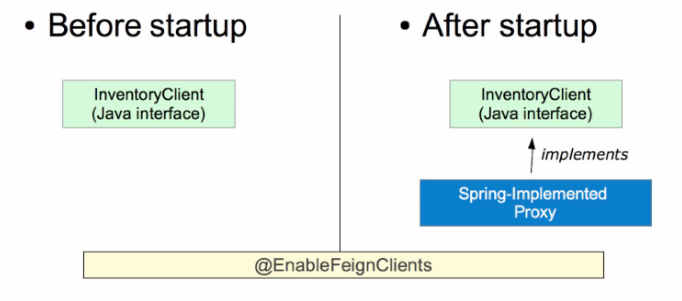 • Before startup
InventoryClient
(Java interface)
• After startup
InventoryClient
(Java interface)
implements
Spring-Implemented
Proxy
@EnableFeignClients